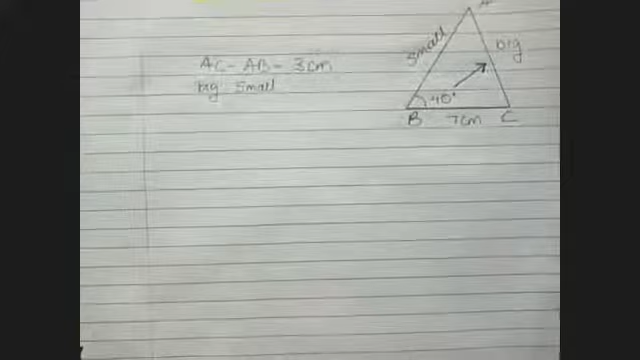 AC - AB = 3cm
big small
small
big
40°
B 7cm C